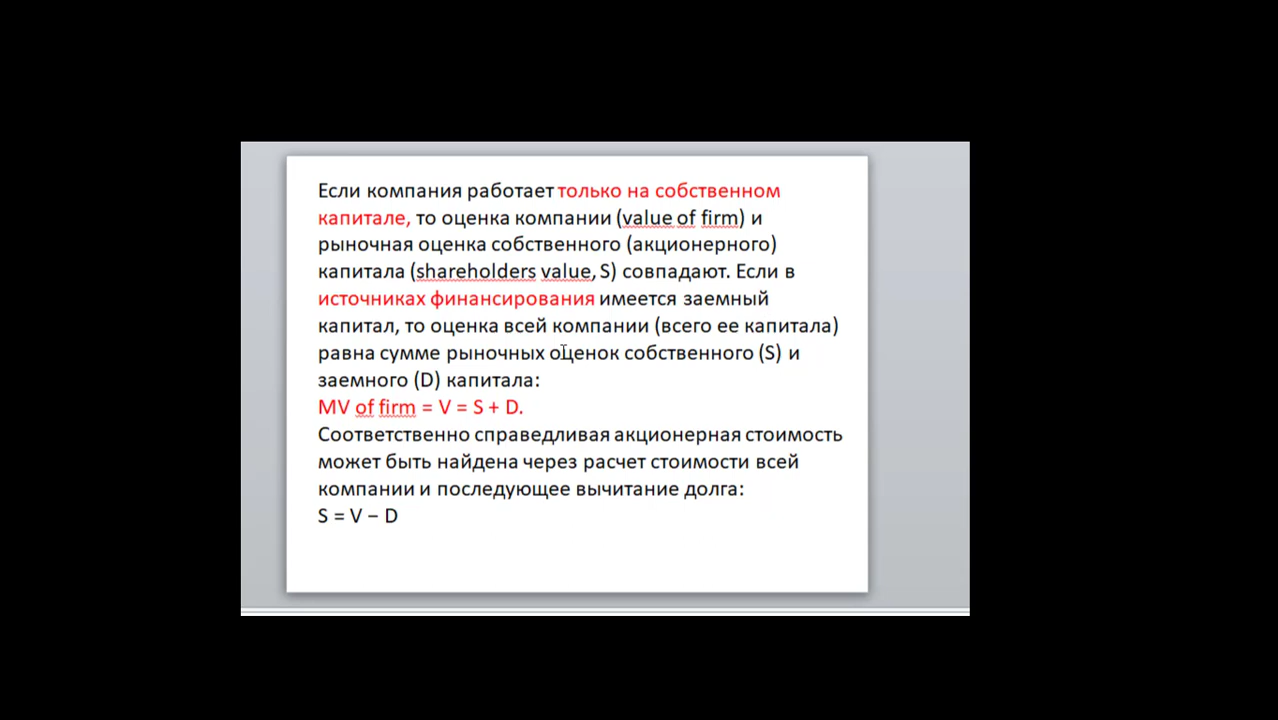 Если компания работает только на собственном
капитале, то оценка компании (value of firm) и
рыночная оценка собственного (акционерного)
капитала (shareholders value, S) совпадают. Если в
источниках финансирования имеется заемный
капитал, то оценка всей компании (всего ее капитала)
равна сумме рыночных оценок собственного (S) и
заемного (D) капитала:
MV of firm = V = S + D.
Соответственно справедливая акционерная стоимость
может быть найдена через расчет стоимости всей
компании и последующее вычитание долга:
S = V − D